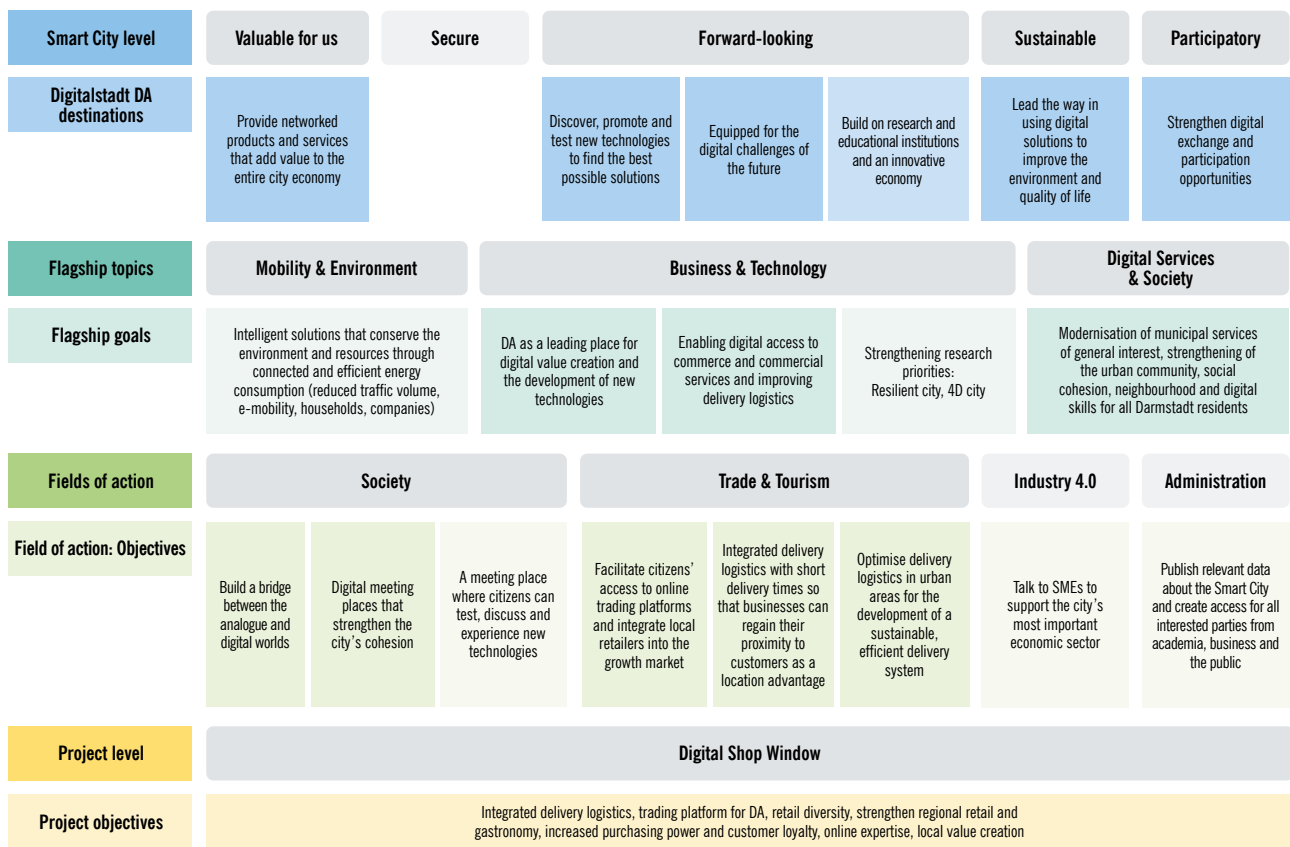 Smart City level
Valuable for us
Secure
Forward-looking
Sustainable
Participatory
Digitalstadt DA
destinations
Provide networked
products and services
that add value to the
entire city economy
Discover, promote and
test new technologies
to find the best
possible solutions
Equipped for the
digital challenges of
the future
Build on research and
educational institutions
and an innovative
economy
Lead the way in
using digital
solutions to
improve the
environment and
quality of life
Strengthen digital
exchange and
participation
opportunities
Flagship topics
Mobility & Environment
Business & Technology
Digital Services
& Society
Flagship goals
Intelligent solutions that conserve the
environment and resources through
connected and efficient energy
consumption (reduced traffic volume,
e-mobility, households, companies)
DA as a leading place for
digital value creation and
the development of new
technologies
Enabling digital access to
commerce and commercial
services and improving
delivery logistics
Strengthening research
priorities:
Resilient city, 4D city
Modernisation of municipal services
of general interest, strengthening of
the urban community, social
cohesion, neighbourhood and digital
skills for all Darmstadt residents
Fields of action
Society
Trade & Tourism
Industry 4.0
Administration
Field of action: Objectives
Build a bridge
between the
analogue and
digital worlds
Digital meeting
places that
strengthen the
city's cohesion
A meeting place
where citizens can
test, discuss and
experience new
technologies
Facilitate citizens'
access to online
trading platforms
and integrate local
retailers into the
growth market
Integrated delivery
logistics with short
delivery times so
that businesses can
regain their
proximity to
customers as a
location advantage
Optimise delivery
logistics in urban
areas for the
development of a
sustainable,
efficient delivery
system
Talk to SMEs to
support the city's
most important
economic sector
Publish relevant data
about the Smart City
and create access for all
interested parties from
academia, business and
the public
Project level
Digital Shop Window
Project objectives
Integrated delivery logistics, trading platform for DA, retail diversity, strengthen regional retail and
gastronomy, increased purchasing power and customer loyalty, online expertise, local value creation